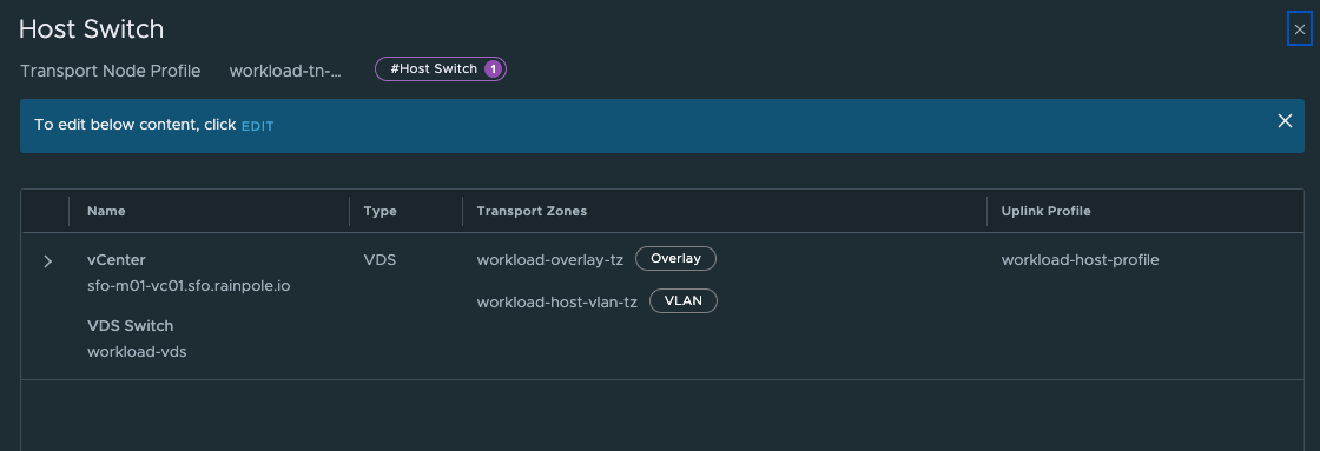 Host Switch
Transport Node Profile workload-tn-... #Host Switch 1
To edit below content, click EDIT
Name Type Transport Zones Uplink Profile
vCenter VDS workload-overlay-tz Overlay workload-host-profile
sfo-m01-vc01.sfo.rainpole.io
workload-host-vlan-tz VLAN
VDS Switch
workload-vds